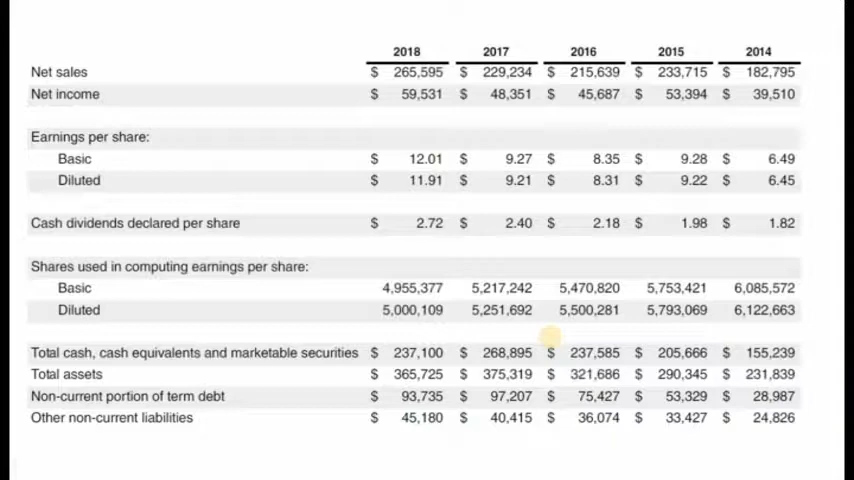 2018 2017 2016 2015 2014
Net sales $ 265,595 $ 229,234 $ 215,639 $ 233,715 $ 182,795
Net income $ 59,531 $ 48,351 $ 45,687 $ 53,394 $ 39,510
Earnings per share:
Basic $ 12.01 $ 9.27 $ 8.35 $ 9.28 $ 6.49
Diluted $ 11.91 $ 9.21 $ 8.31 $ 9.22 $ 6.45
Cash dividends declared per share $ 2.72 $ 2.40 $ 2.18 $ 1.98 $ 1.82
Shares used in computing earnings per share:
Basic 4,955,377 5,217,242 5,470,820 5,753,421 6,085,572
Diluted 5,000,109 5,251,692 5,500,281 5,793,069 6,122,663
Total cash, cash equivalents and marketable securities $ 237,100 $ 268,895 $ 237,585 $ 205,666 $ 155,239
Total assets $ 365,725 $ 375,319 $ 321,686 $ 290,345 $ 231,839
Non-current portion of term debt $ 93,735 $ 97,207 $ 75,427 $ 53,329 $ 28,987
Other non-current liabilities $ 45,180 $ 40,415 $ 36,074 $ 33,427 $ 24,826